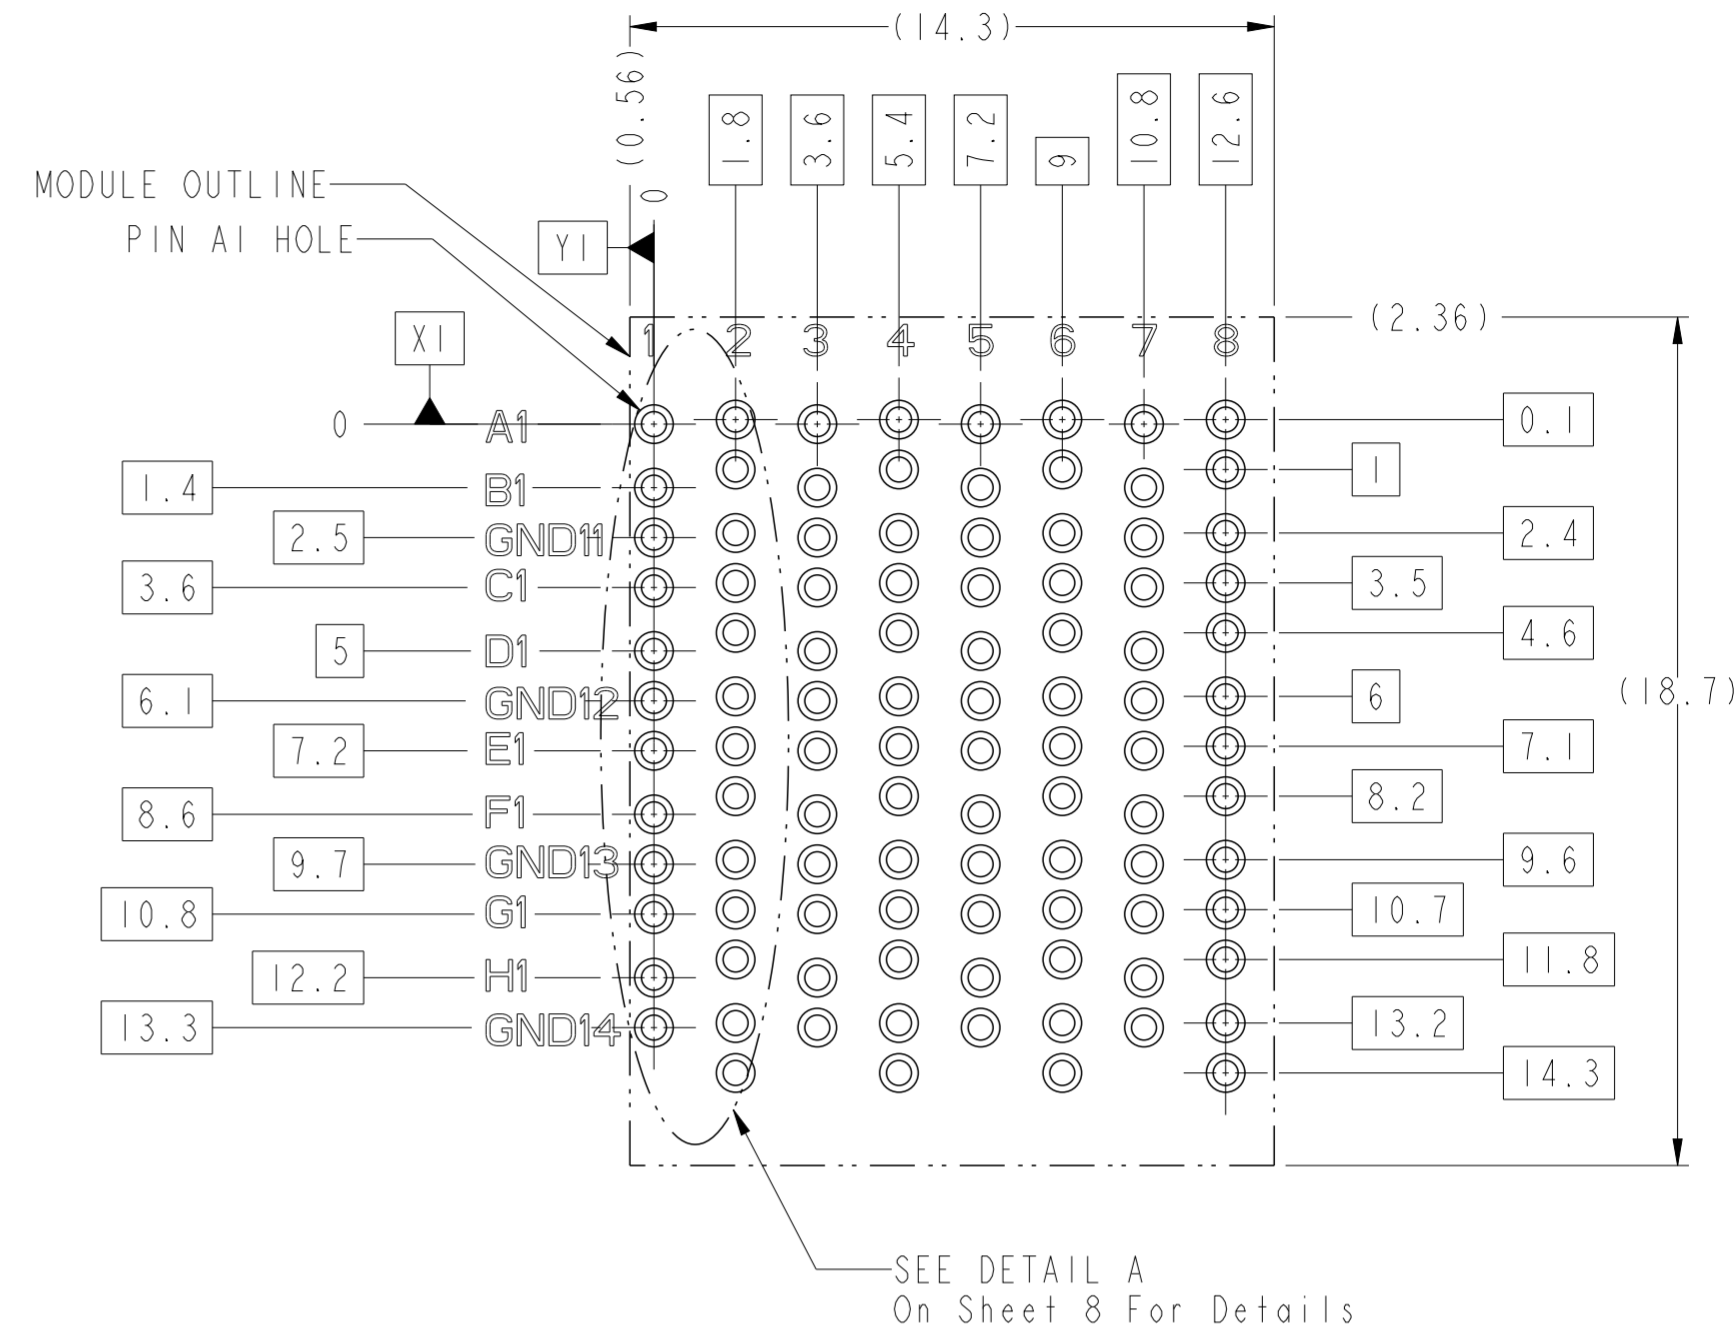 (14.3)
(0.56)
0
1.8
3.6
5.4
7.2
9
10.8
12.6
MODULE OUTLINE
PIN A1 HOLE
Y1
X1
(2.36)
1 2 3 4 5 6 7 8
0 A1 0.1
1
1.4 B1
2.5 GND11 2.4
3.6 C1 3.5
4.6
5 D1
6.1 GND12 6
(18.7)
7.2 E1 7.1
8.2
8.6 F1
9.7 GND13 9.6
10.8 G1 10.7
11.8
12.2 H1
13.3 GND14 13.2
14.3
SEE DETAIL A
On Sheet 8 For Details